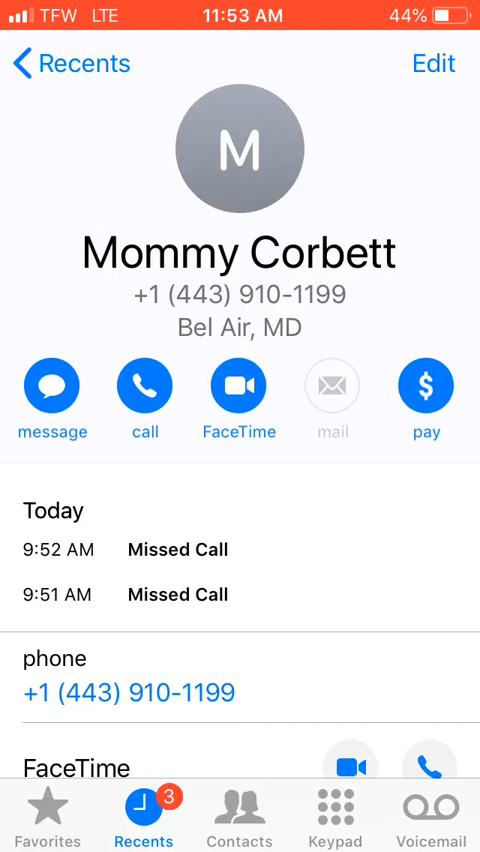 TFW LTE 11:53 AM 44%
Recents Edit
M
Mommy Corbett
+1 (443) 910-1199
Bel Air, MD
message call FaceTime mail pay
$
Today
9:52 AM Missed Call
9:51 AM Missed Call
phone
+1 (443) 910-1199
FaceTime
3
Favorites Recents Contacts Keypad Voicemail